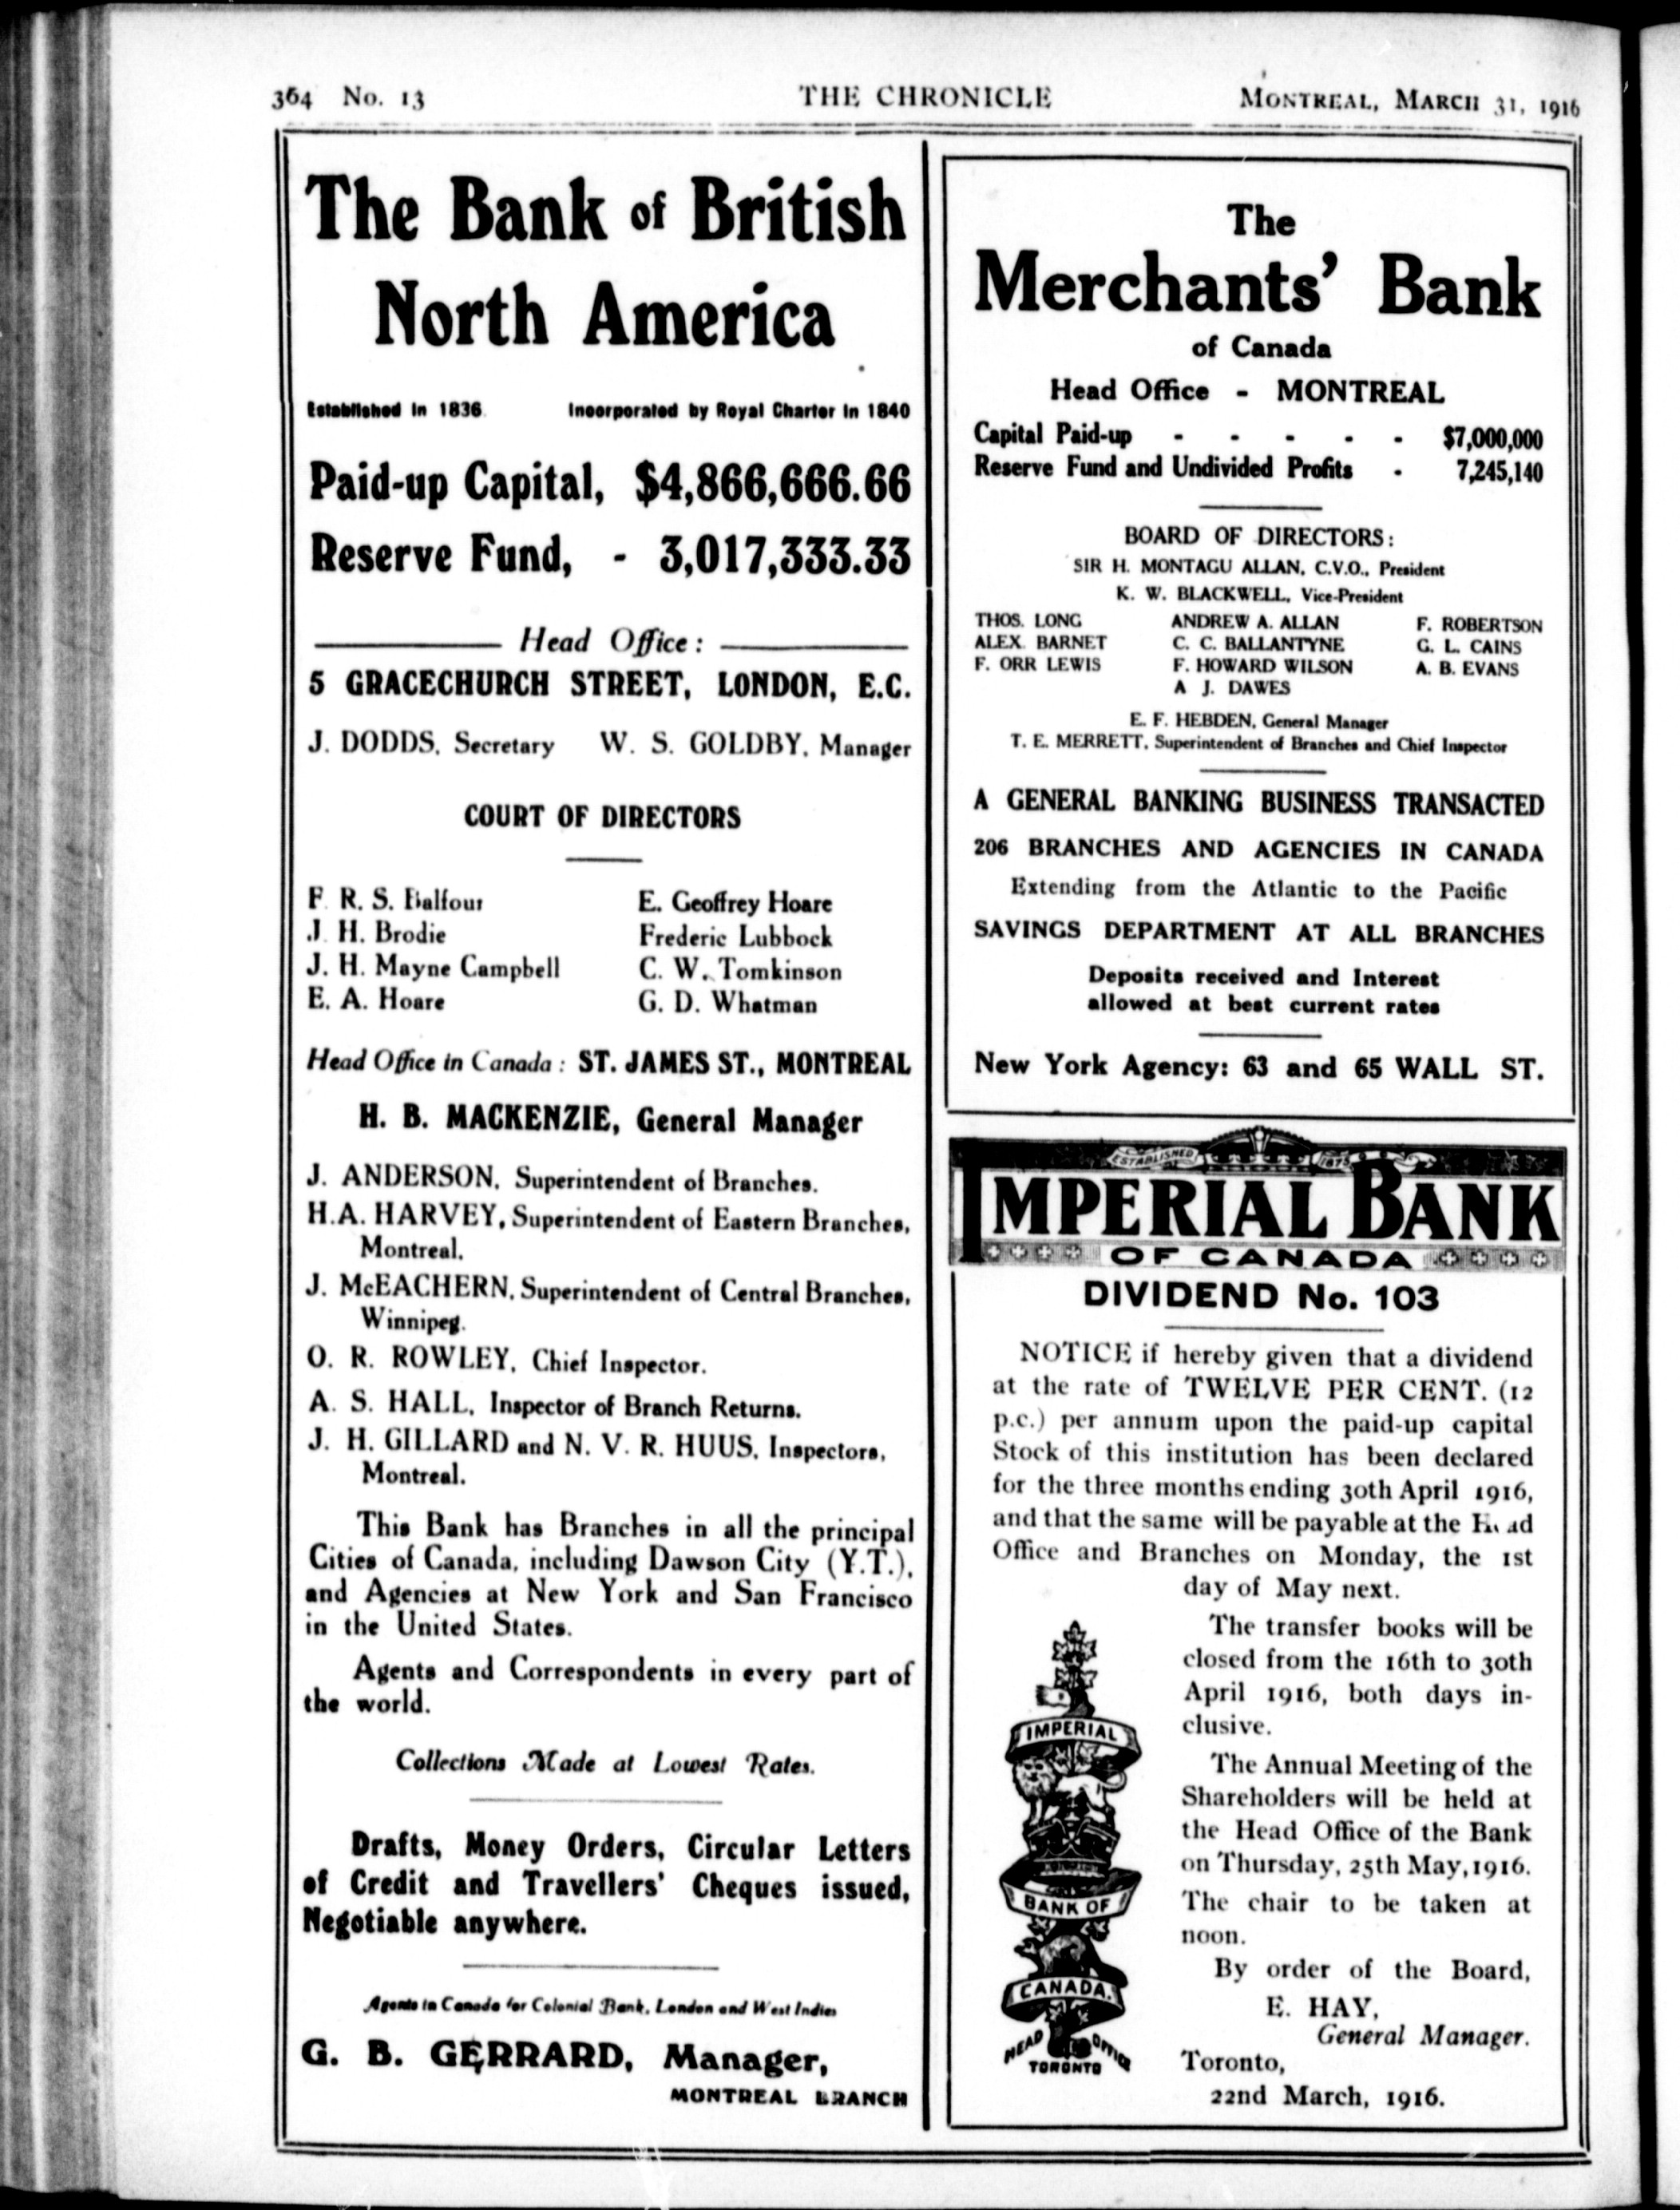 364 No. 13
THE CHRONICLE
MONTREAL, MARCH 31, 1916
The Bank of British
North America
Established in 1836.
Incorporated by Royal Charter in 1840
Paid-up Capital, $4,866,666.66
Reserve Fund, - 3,017,333.33
Head Office:
5 GRACECHURCH STREET, LONDON, E.C.
J. DODDS, Secretary W. S. GOLDBY, Manager
COURT OF DIRECTORS
F. R. S. Balfour E. Geoffrey Hoare
J. H. Brodie Frederic Lubbock
J. H. Mayne Campbell C. W. Tomkinson
E. A. Hoare G. D. Whatman
Head Office in Canada: ST. JAMES ST., MONTREAL
H. B. MACKENZIE, General Manager
J. ANDERSON, Superintendent of Branches.
H.A. HARVEY, Superintendent of Eastern Branches,
Montreal.
J. McEACHERN, Superintendent of Central Branches,
Winnipeg.
O. R. ROWLEY, Chief Inspector.
A. S. HALL, Inspector of Branch Returns.
J. H. GILLARD and N. V. R. HUUS, Inspectors,
Montreal.
This Bank has Branches in all the principal
Cities of Canada, including Dawson City (Y.T.),
and Agencies at New York and San Francisco
in the United States.
Agents and Correspondents in every part of
the world.
Collections Made at Lowest Rates.
Drafts, Money Orders, Circular Letters
of Credit and Travellers' Cheques issued,
Negotiable anywhere.
Agents in Canada for Colonial Bank, London and West Indies
G. B. GERRARD, Manager,
MONTREAL BRANCH
The
Merchants' Bank
of Canada
Head Office - MONTREAL
Capital Paid-up - - - - - $7,000,000
Reserve Fund and Undivided Profits - 7,245,140
BOARD OF DIRECTORS:
SIR H. MONTAGU ALLAN, C.V.O., President
K. W. BLACKWELL, Vice-President
THOS. LONG ANDREW A. ALLAN F. ROBERTSON
ALEX. BARNET C. C. BALLANTYNE G. L. CAINS
F. ORR LEWIS F. HOWARD WILSON A. B. EVANS
A J. DAWES
E. F. HEBDEN, General Manager
T. E. MERRETT, Superintendent of Branches and Chief Inspector
A GENERAL BANKING BUSINESS TRANSACTED
206 BRANCHES AND AGENCIES IN CANADA
Extending from the Atlantic to the Pacific
SAVINGS DEPARTMENT AT ALL BRANCHES
Deposits received and Interest
allowed at best current rates
New York Agency: 63 and 65 WALL ST.
ESTABLISHED 1875
IMPERIAL BANK
OF CANADA
DIVIDEND No. 103
NOTICE if hereby given that a dividend
at the rate of TWELVE PER CENT. (12
p.c.) per annum upon the paid-up capital
Stock of this institution has been declared
for the three months ending 30th April 1916,
and that the same will be payable at the Head
Office and Branches on Monday, the 1st
day of May next.
The transfer books will be
closed from the 16th to 30th
April 1916, both days in-
clusive.
The Annual Meeting of the
Shareholders will be held at
the Head Office of the Bank
on Thursday, 25th May, 1916.
The chair to be taken at
noon.
By order of the Board,
E. HAY,
General Manager.
Toronto,
22nd March, 1916.
IMPERIAL
BANK OF
CANADA.
HEAD OFFICE
TORONTO